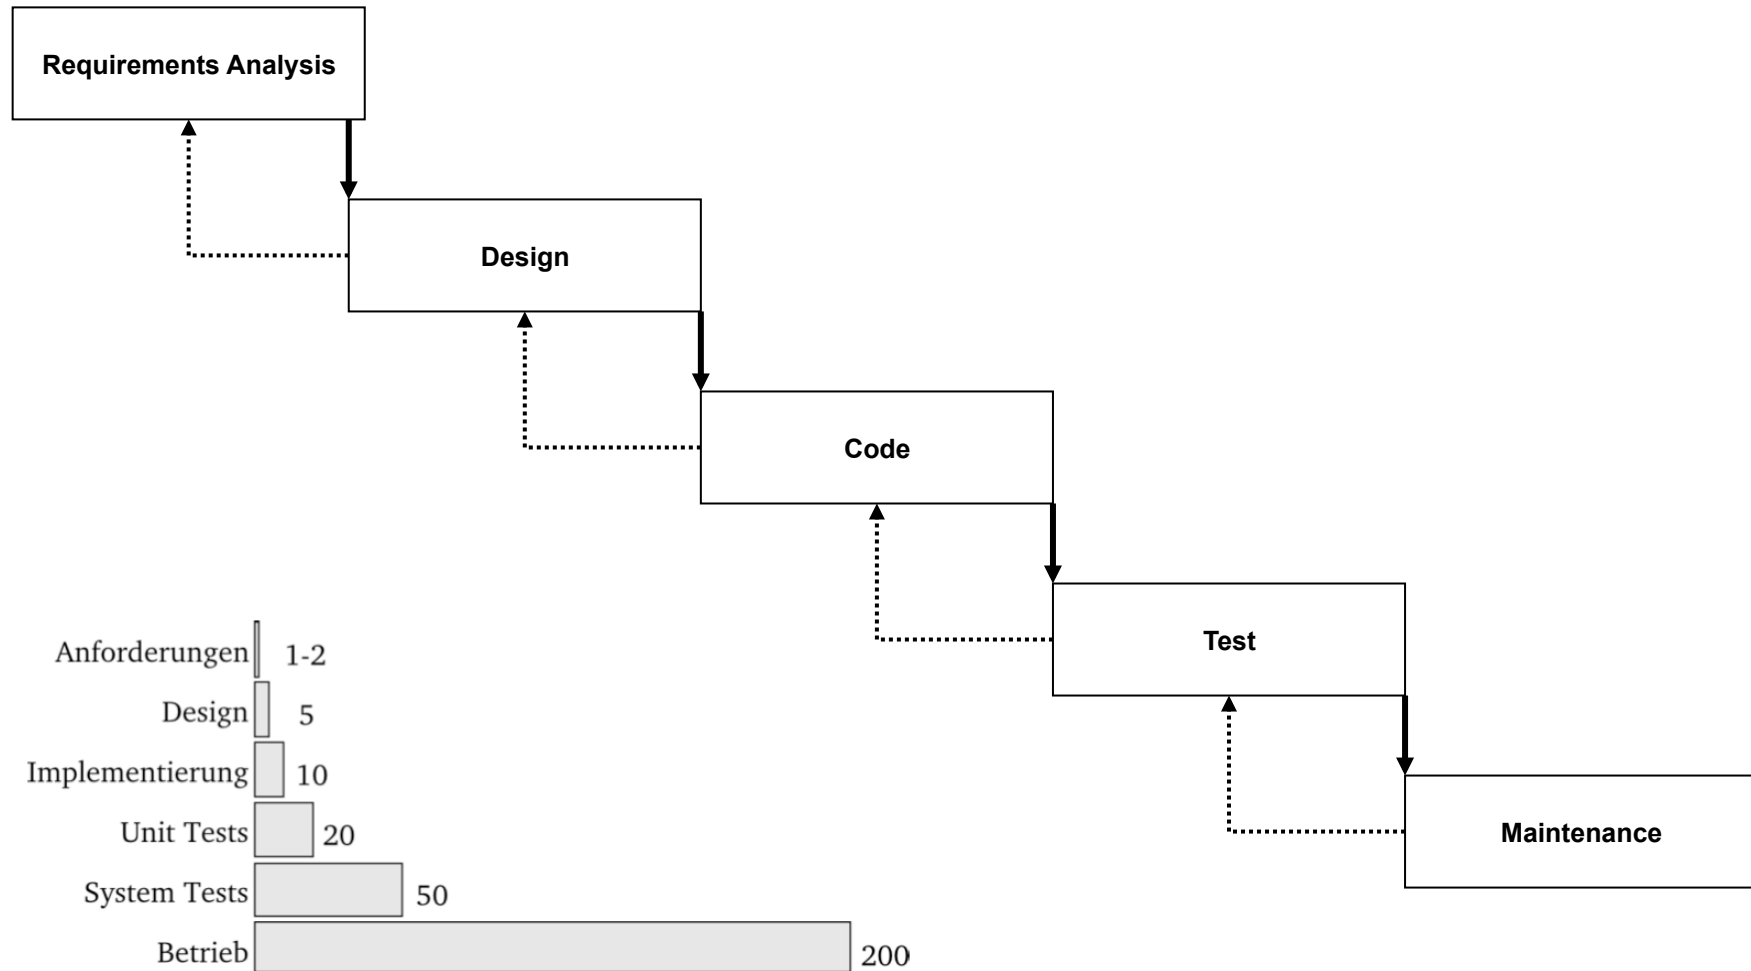 Requirements Analysis
Design
Code
Test
Maintenance
Anforderungen 1-2
Design 5
Implementierung 10
Unit Tests 20
System Tests 50
Betrieb 200